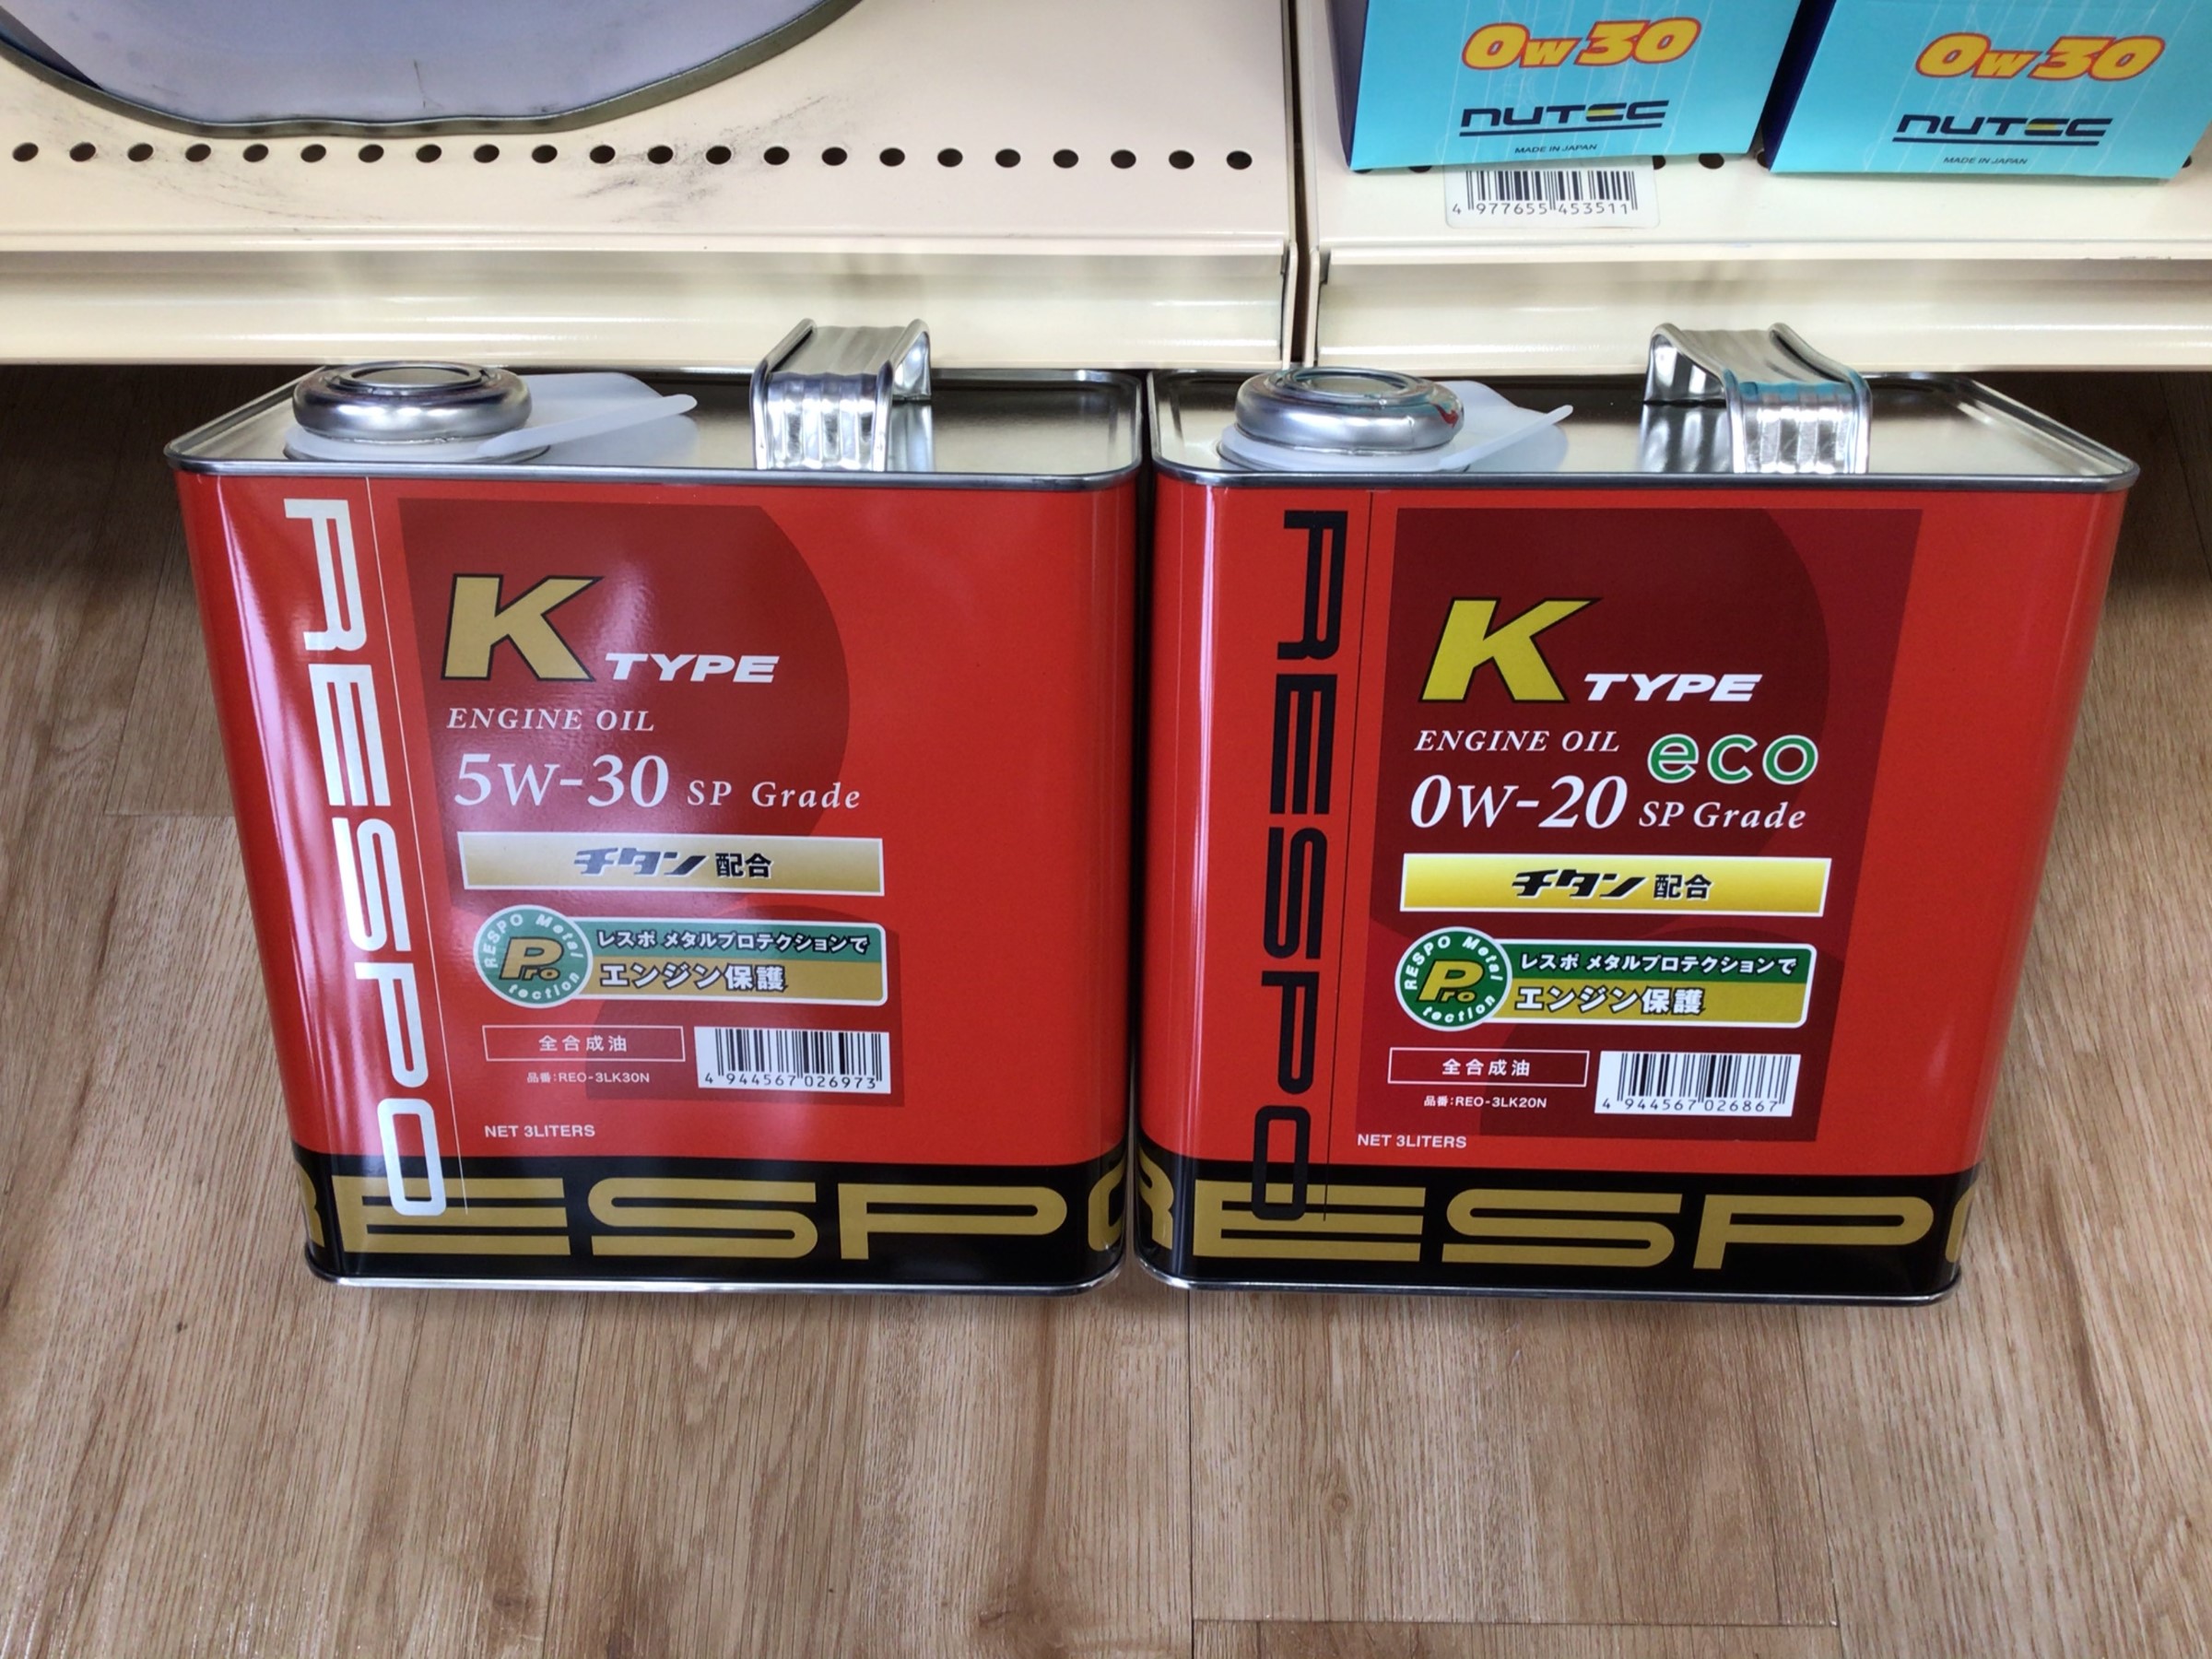 0W30
NUTEC
MADE IN JAPAN
4 977655 453511
0W30
NUTEC
MADE IN JAPAN
RESPO
K TYPE
ENGINE OIL
5W-30 SP Grade
チタン 配合
RESPO Metal Protection
レスポ メタルプロテクションで
エンジン保護
全合成油
品番:REO-3LK30N
4 944567 026973
NET 3LITERS
RESPO
RESPO
K TYPE
ENGINE OIL eco
0W-20 SP Grade
チタン 配合
RESPO Metal Protection
レスポ メタルプロテクションで
エンジン保護
全合成油
品番:REO-3LK20N
4 944567 026867
NET 3LITERS
RESPO